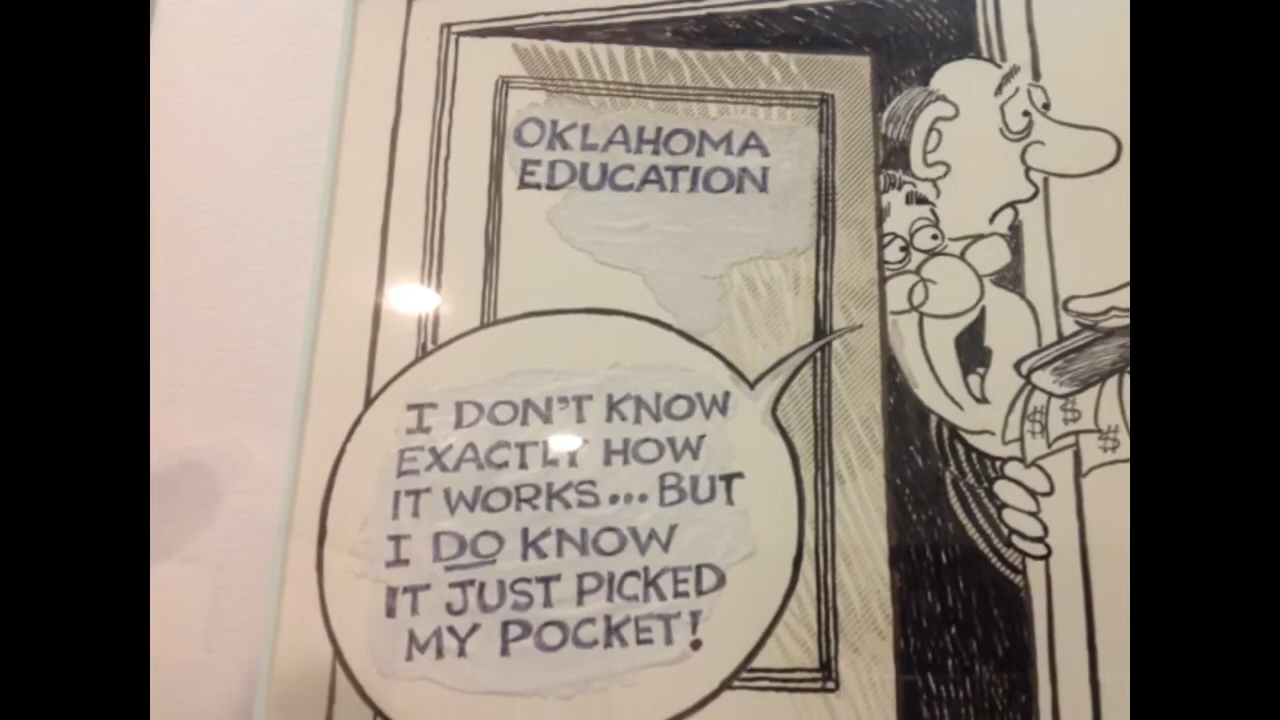 OKLAHOMA
EDUCATION
I DON'T KNOW
EXACTLY HOW
IT WORKS... BUT
I DO KNOW
IT JUST PICKED
MY POCKET!
$ $ $